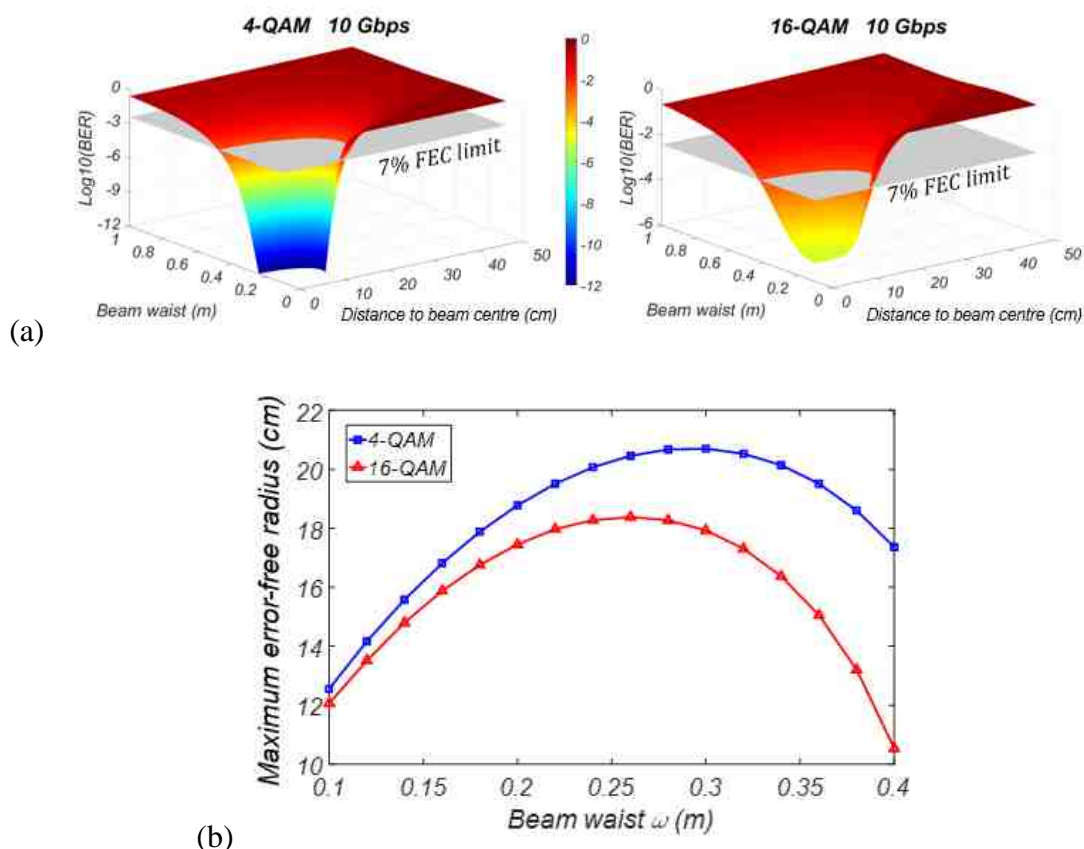 4-QAM 10 Gbps
0
-3
-6
-9
-12
Log10(BER)
7% FEC limit
1
0.8
0.6
0.4
0.2
0
Beam waist (m)
0
10
20
30
40
50
Distance to beam centre (cm)
0
-2
-4
-6
-8
-10
-12
16-QAM 10 Gbps
0
-2
-4
-6
Log10(BER)
7% FEC limit
1
0.8
0.6
0.4
0.2
0
Beam waist (m)
0
10
20
30
40
50
Distance to beam centre (cm)
(a)
22
20
18
16
14
12
10
Maximum error-free radius (cm)
4-QAM
16-QAM
0.1 0.15 0.2 0.25 0.3 0.35 0.4
Beam waist ω (m)
(b)